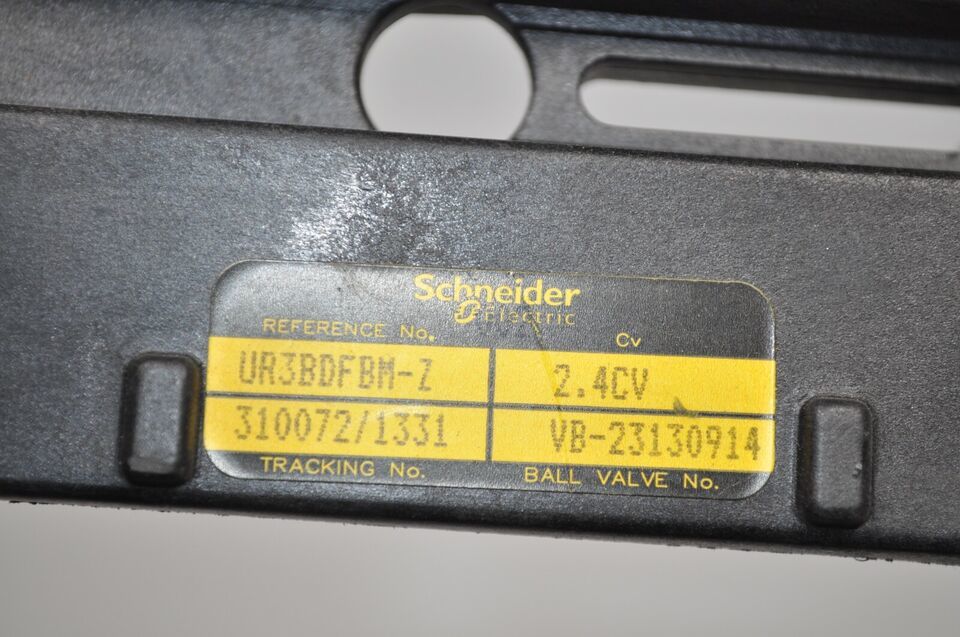 Schneider
Electric
REFERENCE No. Cv
UR3BDFBM-Z 2.4CV
310072/1331 VB-23130914
TRACKING No. BALL VALVE No.